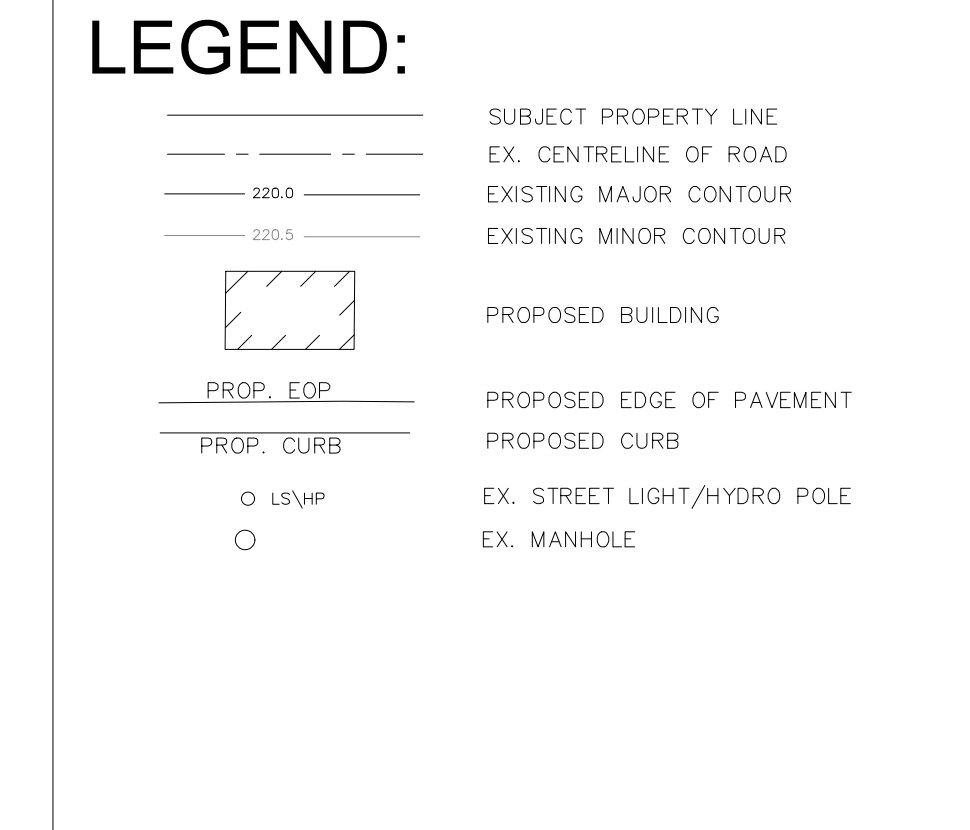 LEGEND:
SUBJECT PROPERTY LINE
EX. CENTRELINE OF ROAD
220.0 EXISTING MAJOR CONTOUR
220.5 EXISTING MINOR CONTOUR
PROPOSED BUILDING
PROP. EOP PROPOSED EDGE OF PAVEMENT
PROP. CURB PROPOSED CURB
LS\HP EX. STREET LIGHT/HYDRO POLE
EX. MANHOLE